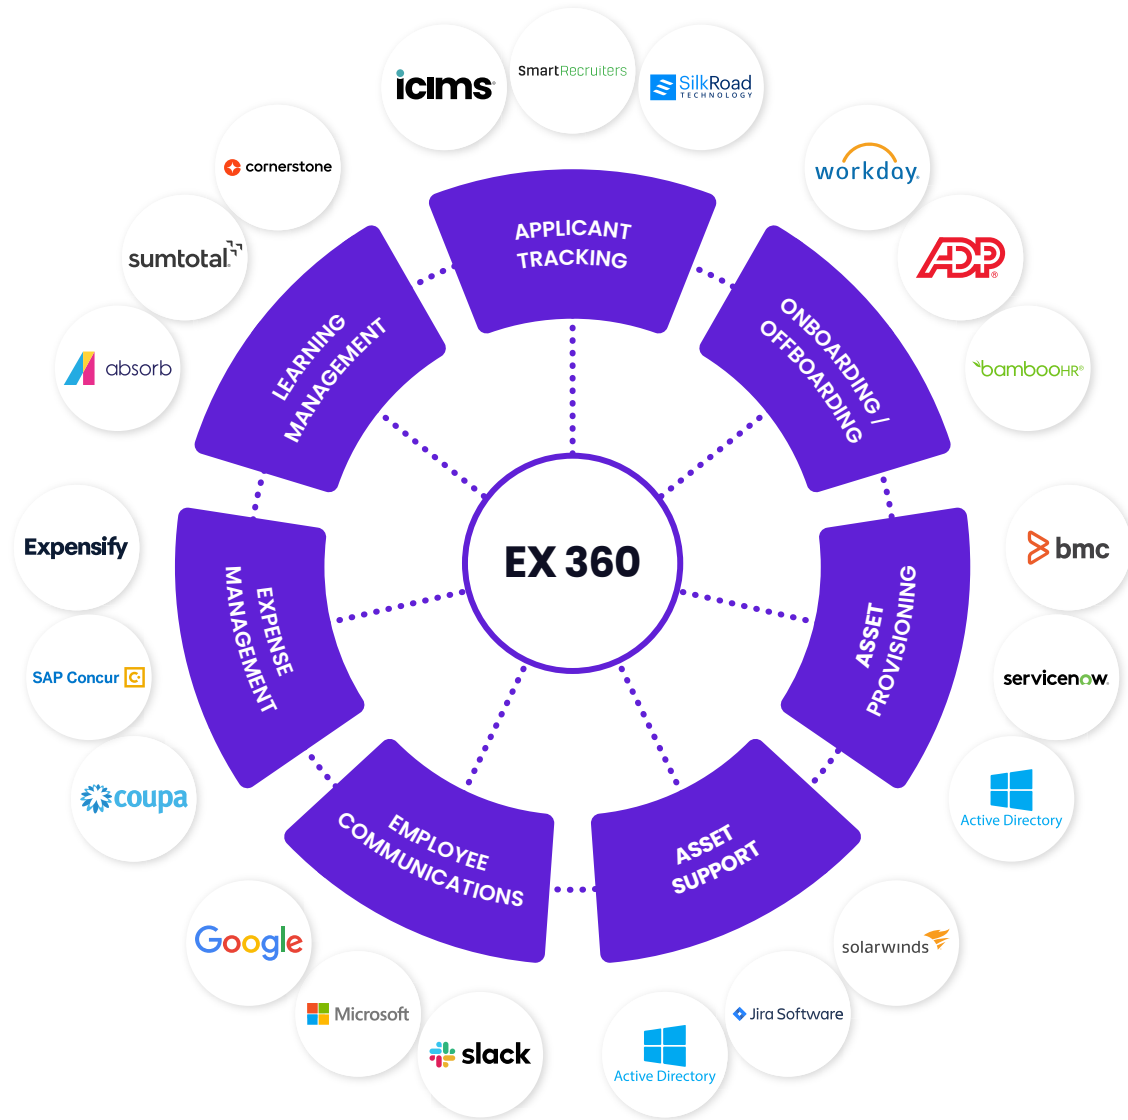 iCIMS®
SmartRecruiters
SilkRoad
TECHNOLOGY
workday®
ADP®
bambooHR®
bmc
servicenow®
Active Directory
solarwinds
Jira Software
Active Directory
slack
Microsoft
Google
coupa
SAP Concur
Expensify
absorb
sumtotal®
cornerstone
APPLICANT
TRACKING
ONBOARDING /
OFFBOARDING
ASSET
PROVISIONING
ASSET
SUPPORT
EMPLOYEE
COMMUNICATIONS
EXPENSE
MANAGEMENT
LEARNING
MANAGEMENT
EX 360